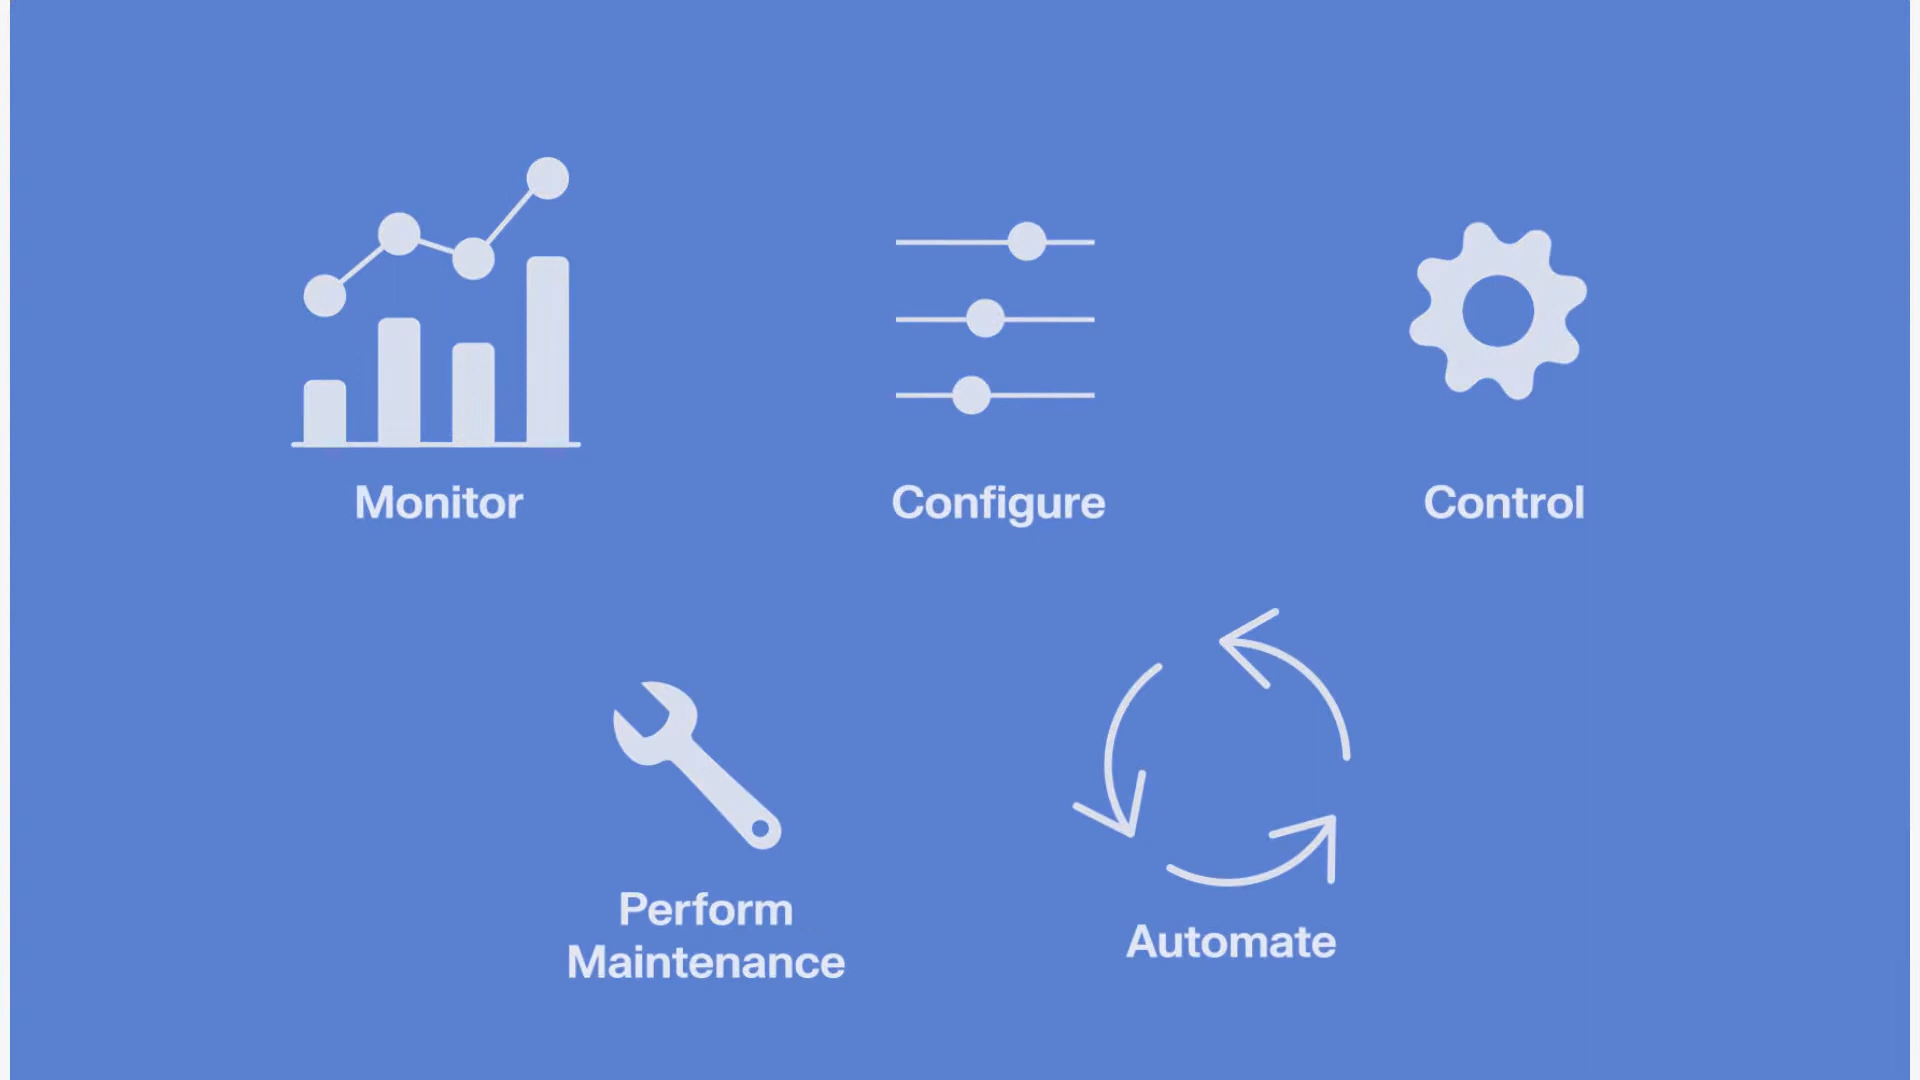 Monitor
Configure
Control
Perform
Maintenance
Automate